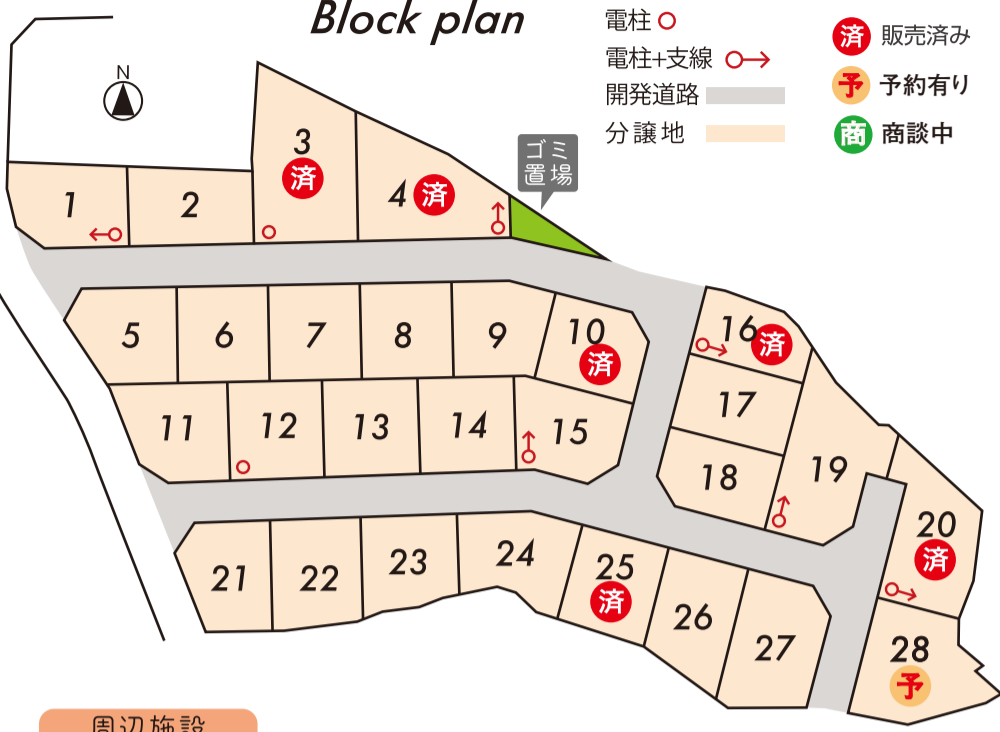 Block plan
電柱
電柱+支線
開発道路
分譲地
済 販売済み
予 予約有り
商 商談中
N
ゴミ
置場
1
2
3
済
4 済
5
6
7
8
9
10
済
11
12
13
14
15
16 済
17
18
19
20
済
21
22
23
24
25
済
26
27
28
予
周辺施設